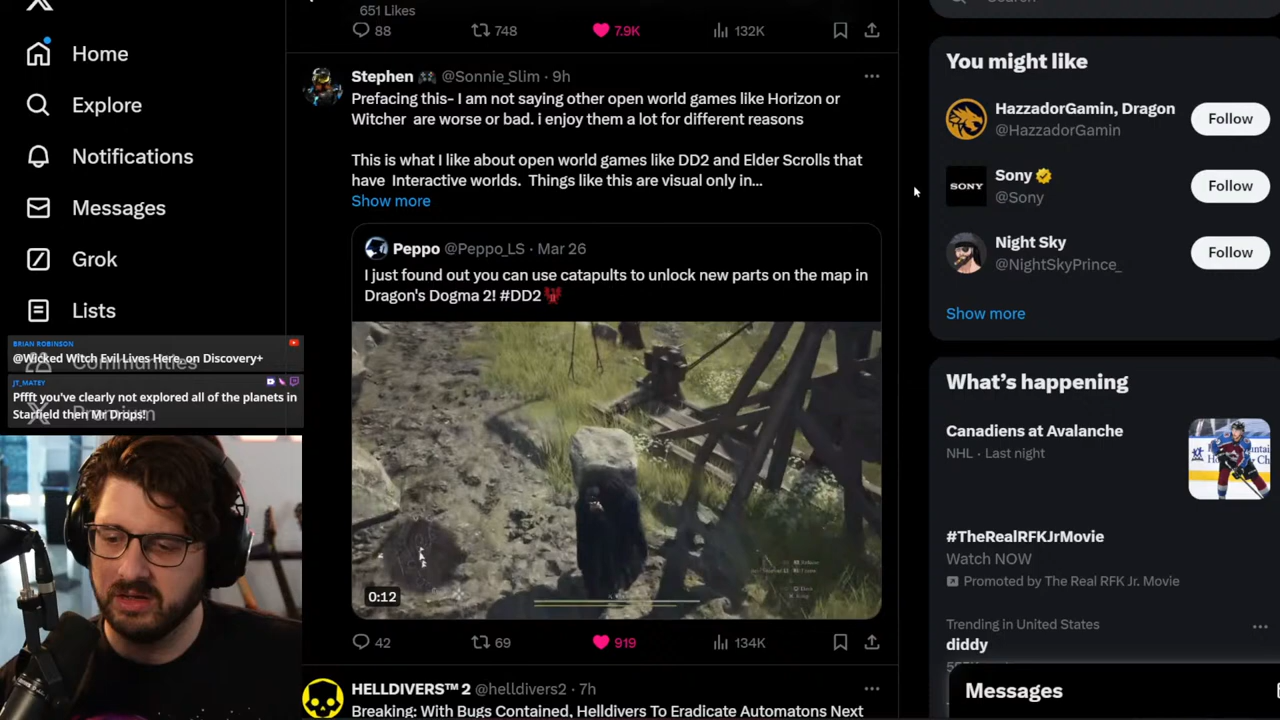 651 Likes
88
748
7.9K
132K
Home
Explore
Notifications
Messages
Grok
Lists
BRIAN ROBINSON
@Wicked Witch Evil Lives Here, on Discovery+
Communities
JT_MATEY
Pffft you've clearly not explored all of the planets in
Starfield then Mr Drops!
Premium
Stephen @Sonnie_Slim · 9h
Prefacing this- I am not saying other open world games like Horizon or
Witcher are worse or bad. i enjoy them a lot for different reasons
This is what I like about open world games like DD2 and Elder Scrolls that
have Interactive worlds. Things like this are visual only in...
Show more
Peppo @Peppo_LS · Mar 26
I just found out you can use catapults to unlock new parts on the map in
Dragon's Dogma 2! #DD2
0:12
42
69
919
134K
HELLDIVERS™ 2 @helldivers2 · 7h
Breaking: With Bugs Contained, Helldivers To Eradicate Automatons Next
Search
You might like
HazzadorGamin, Dragon
@HazzadorGamin
Follow
SONY
Sony
@Sony
Follow
Night Sky
@NightSkyPrince_
Follow
Show more
What's happening
Canadiens at Avalanche
NHL · Last night
#TheRealRFKJrMovie
Watch NOW
Promoted by The Real RFK Jr. Movie
Trending in United States
diddy
Messages